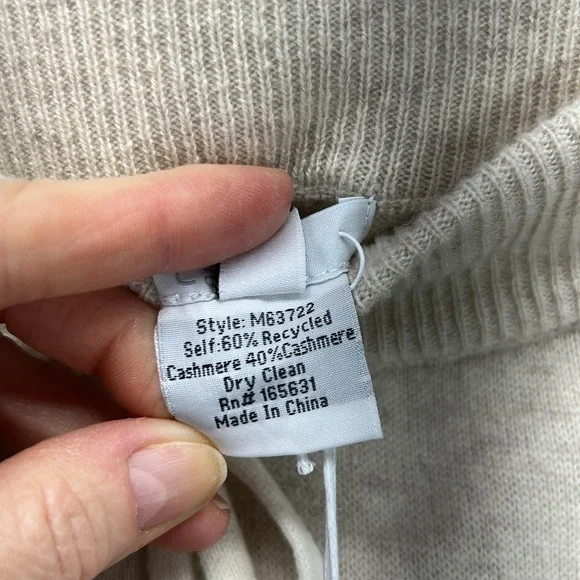 Style: M63722
Self:60% Recycled
Cashmere 40%Cashmere
Dry Clean
Rn# 165631
Made In China